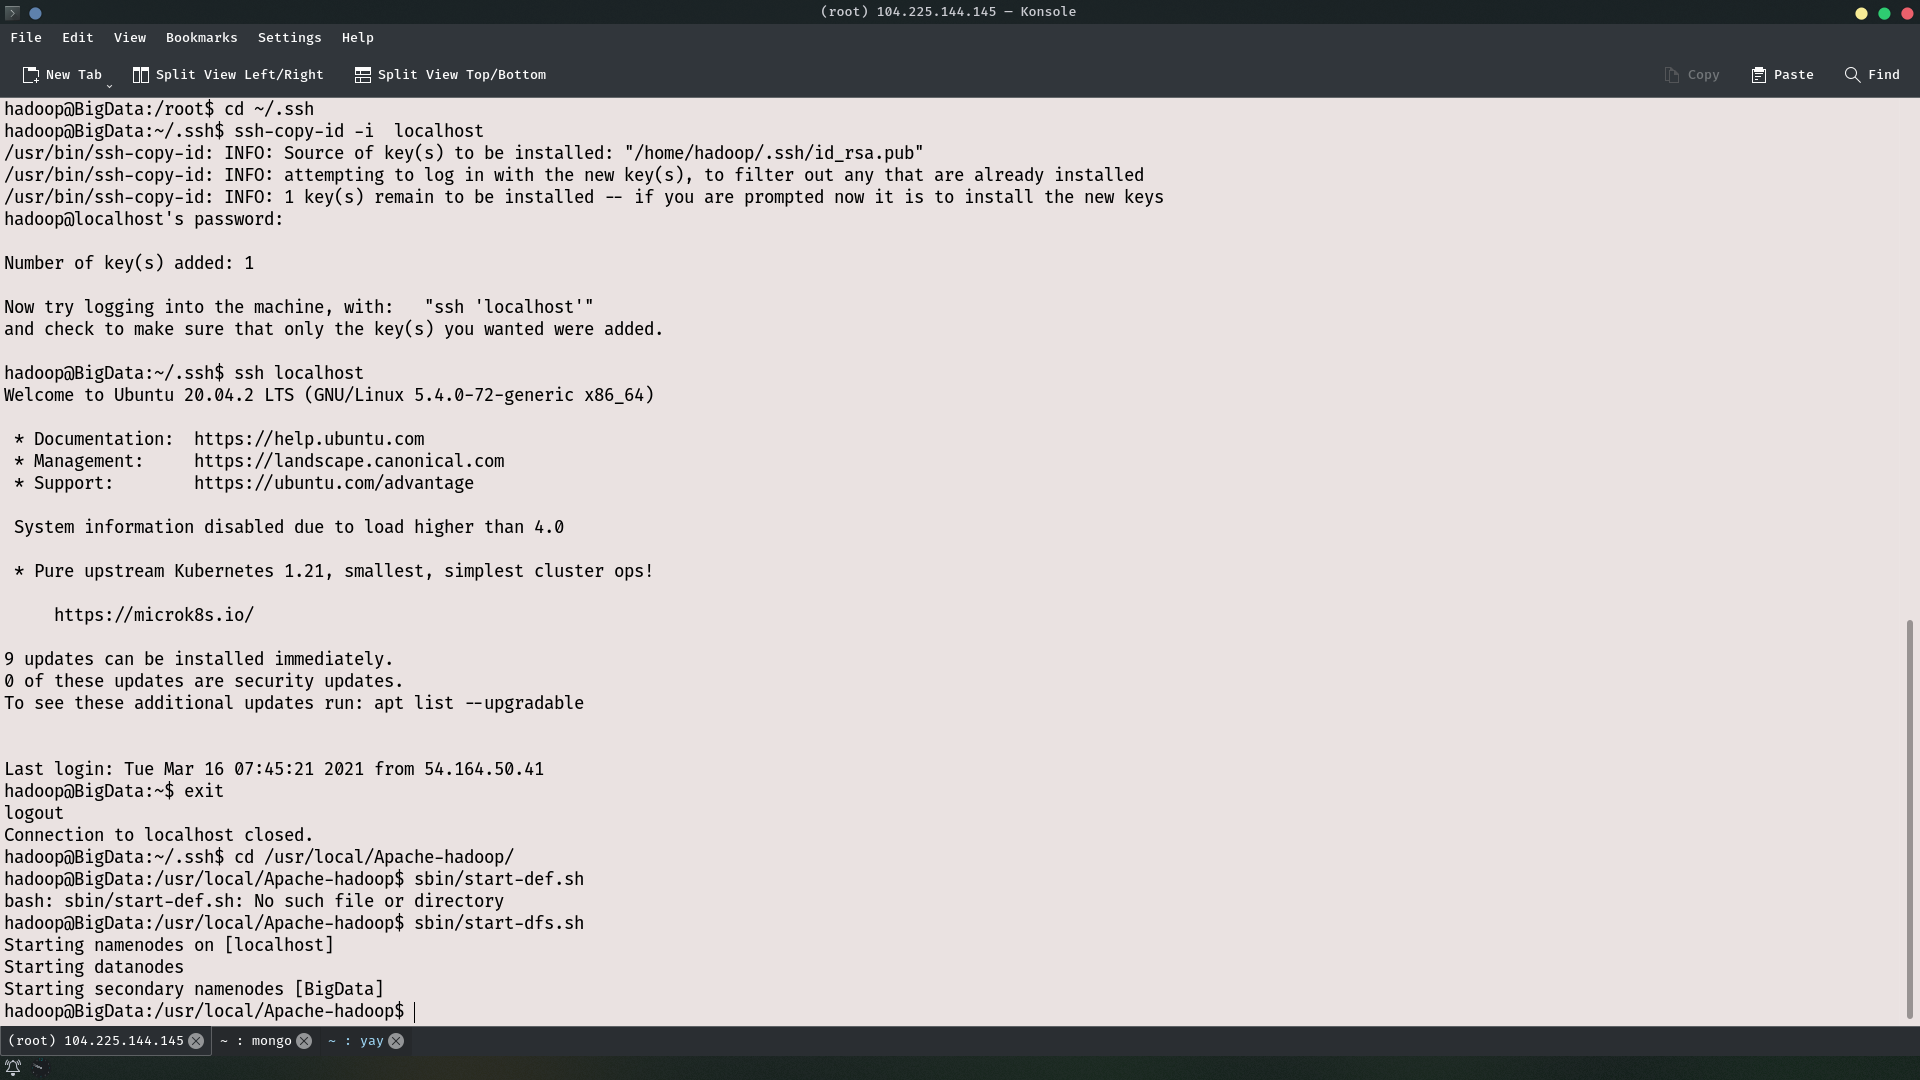 (root) 104.225.144.145 — Konsole
File Edit View Bookmarks Settings Help
New Tab Split View Left/Right Split View Top/Bottom Copy Paste Find
hadoop@BigData:/root$ cd ~/.ssh
hadoop@BigData:~/.ssh$ ssh-copy-id -i  localhost
/usr/bin/ssh-copy-id: INFO: Source of key(s) to be installed: "/home/hadoop/.ssh/id_rsa.pub"
/usr/bin/ssh-copy-id: INFO: attempting to log in with the new key(s), to filter out any that are already installed
/usr/bin/ssh-copy-id: INFO: 1 key(s) remain to be installed -- if you are prompted now it is to install the new keys
hadoop@localhost's password:
Number of key(s) added: 1
Now try logging into the machine, with:   "ssh 'localhost'"
and check to make sure that only the key(s) you wanted were added.
hadoop@BigData:~/.ssh$ ssh localhost
Welcome to Ubuntu 20.04.2 LTS (GNU/Linux 5.4.0-72-generic x86_64)
* Documentation:  https://help.ubuntu.com
* Management:     https://landscape.canonical.com
* Support:        https://ubuntu.com/advantage
System information disabled due to load higher than 4.0
* Pure upstream Kubernetes 1.21, smallest, simplest cluster ops!
https://microk8s.io/
9 updates can be installed immediately.
0 of these updates are security updates.
To see these additional updates run: apt list --upgradable
Last login: Tue Mar 16 07:45:21 2021 from 54.164.50.41
hadoop@BigData:~$ exit
logout
Connection to localhost closed.
hadoop@BigData:~/.ssh$ cd /usr/local/Apache-hadoop/
hadoop@BigData:/usr/local/Apache-hadoop$ sbin/start-def.sh
bash: sbin/start-def.sh: No such file or directory
hadoop@BigData:/usr/local/Apache-hadoop$ sbin/start-dfs.sh
Starting namenodes on [localhost]
Starting datanodes
Starting secondary namenodes [BigData]
hadoop@BigData:/usr/local/Apache-hadoop$
(root) 104.225.144.145 ~ : mongo ~ : yay